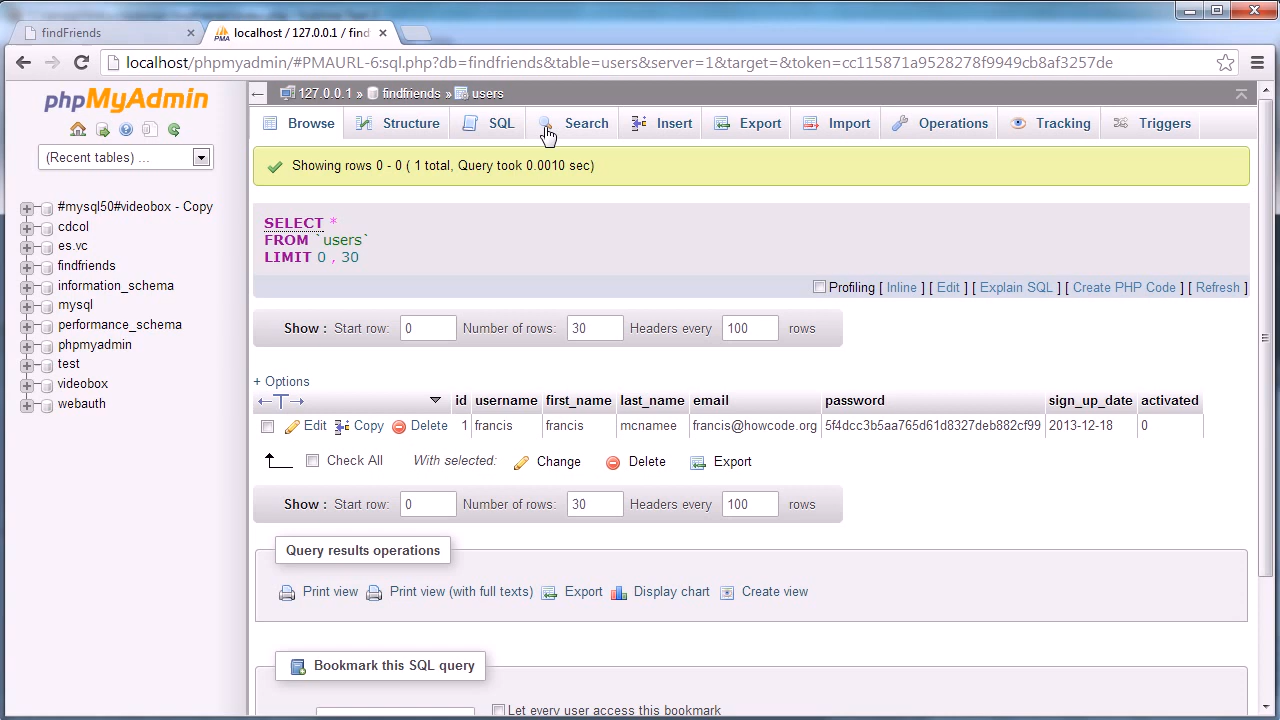 findFriends
localhost / 127.0.0.1 / find
localhost/phpmyadmin/#PMAURL-6:sql.php?db=findfriends&table=users&server=1&target=&token=cc115871a9528278f9949cb8af3257de
phpMyAdmin
(Recent tables) ...
#mysql50#videobox - Copy
cdcol
es.vc
findfriends
information_schema
mysql
performance_schema
phpmyadmin
test
videobox
webauth
127.0.0.1 » findfriends » users
Browse Structure SQL Search Insert Export Import Operations Tracking Triggers
Showing rows 0 - 0 ( 1 total, Query took 0.0010 sec)
SELECT *
FROM `users`
LIMIT 0 , 30
Profiling [ Inline ] [ Edit ] [ Explain SQL ] [ Create PHP Code ] [ Refresh ]
Show : Start row: 0 Number of rows: 30 Headers every 100 rows
+ Options
id username first_name last_name email password sign_up_date activated
Edit Copy Delete 1 francis francis mcnamee francis@howcode.org 5f4dcc3b5aa765d61d8327deb882cf99 2013-12-18 0
Check All With selected: Change Delete Export
Show : Start row: 0 Number of rows: 30 Headers every 100 rows
Query results operations
Print view Print view (with full texts) Export Display chart Create view
Bookmark this SQL query
Let every user access this bookmark